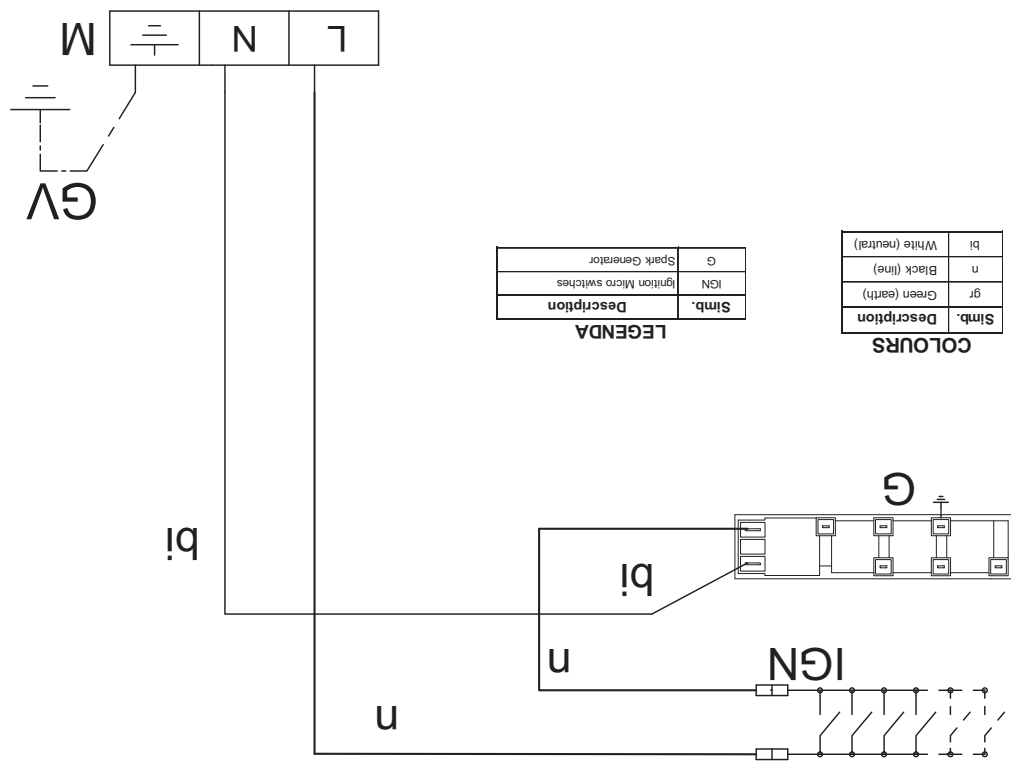 n
IGN
n
bi
bi
G
COLOURS
Simb. Description
gr Green (earth)
n Black (line)
bi White (neutral)
LEGENDA
Simb. Description
IGN Ignition Micro switches
G Spark Generator
GV
L N M